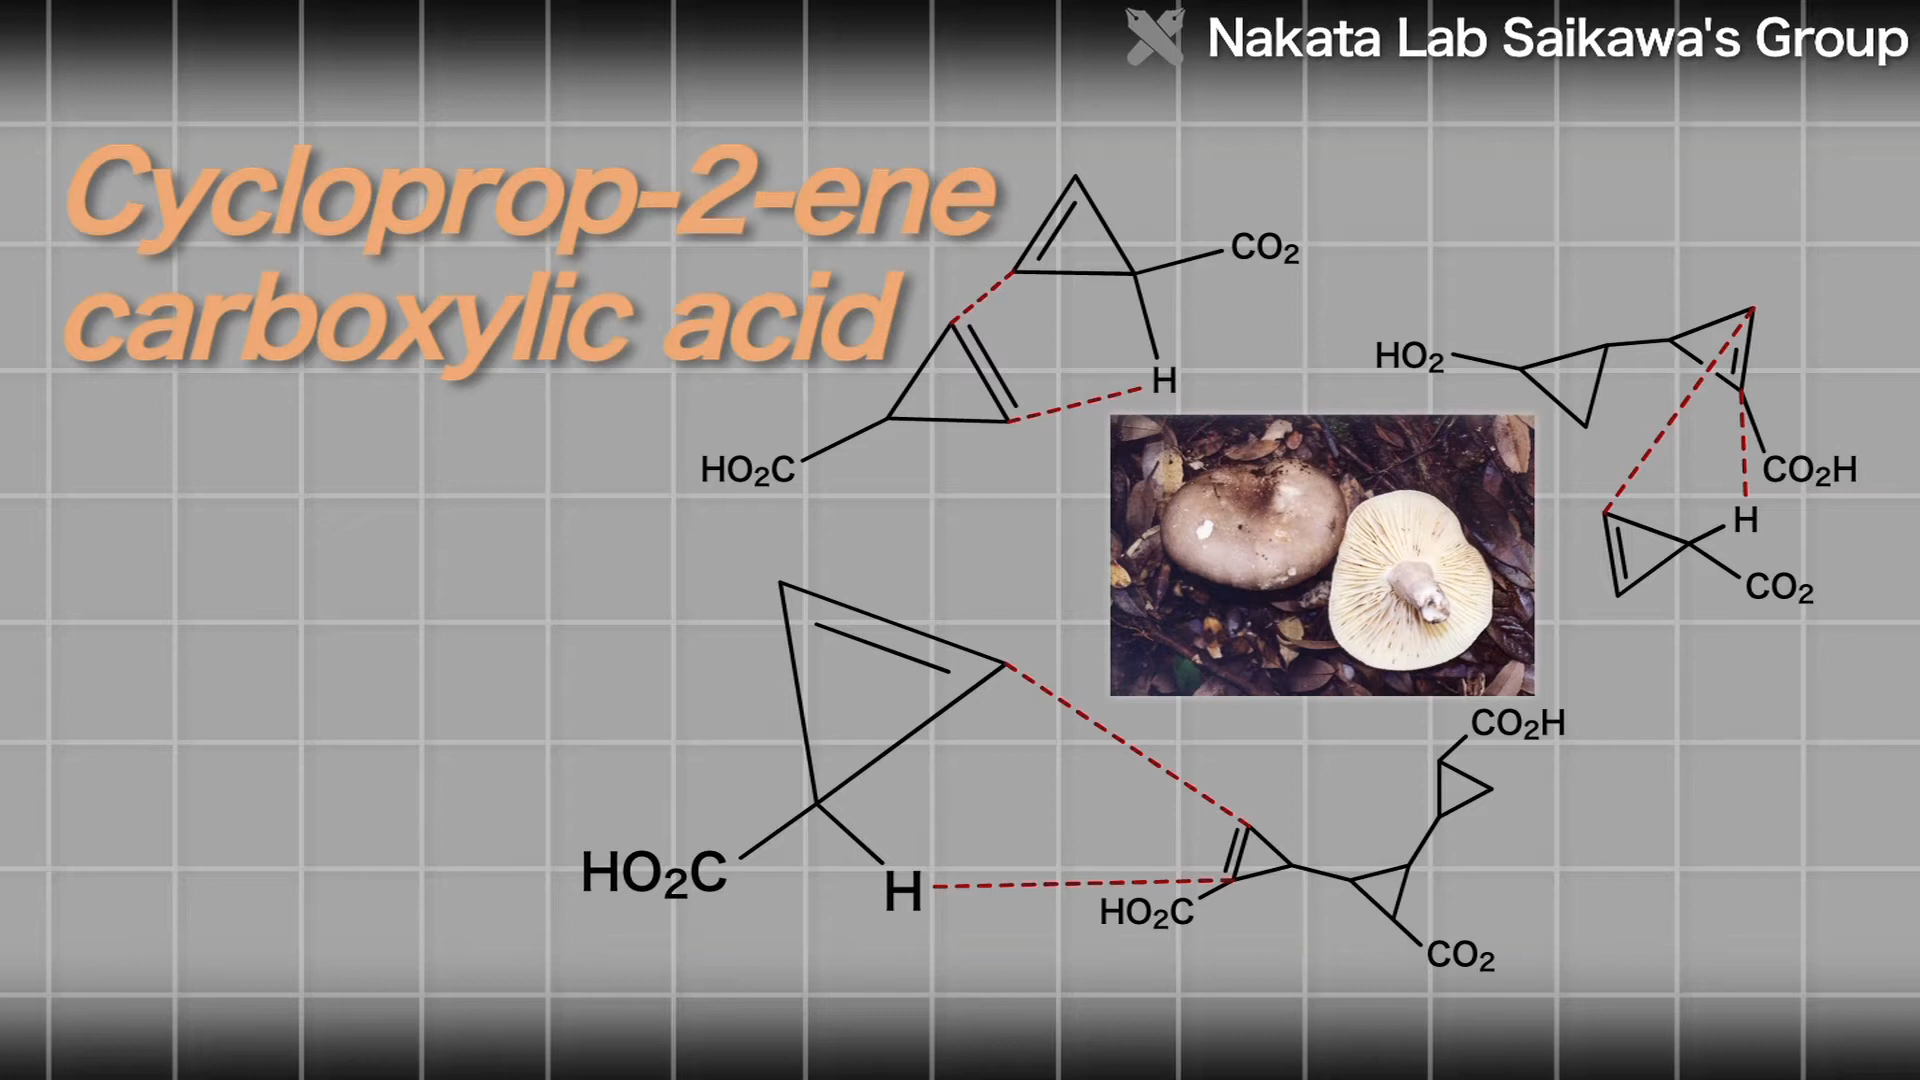 Nakata Lab Saikawa's Group
Cycloprop-2-ene
carboxylic acid
CO2
H
HO2C
HO2
CO2H
H
CO2
HO2C
H
CO2H
HO2C
CO2